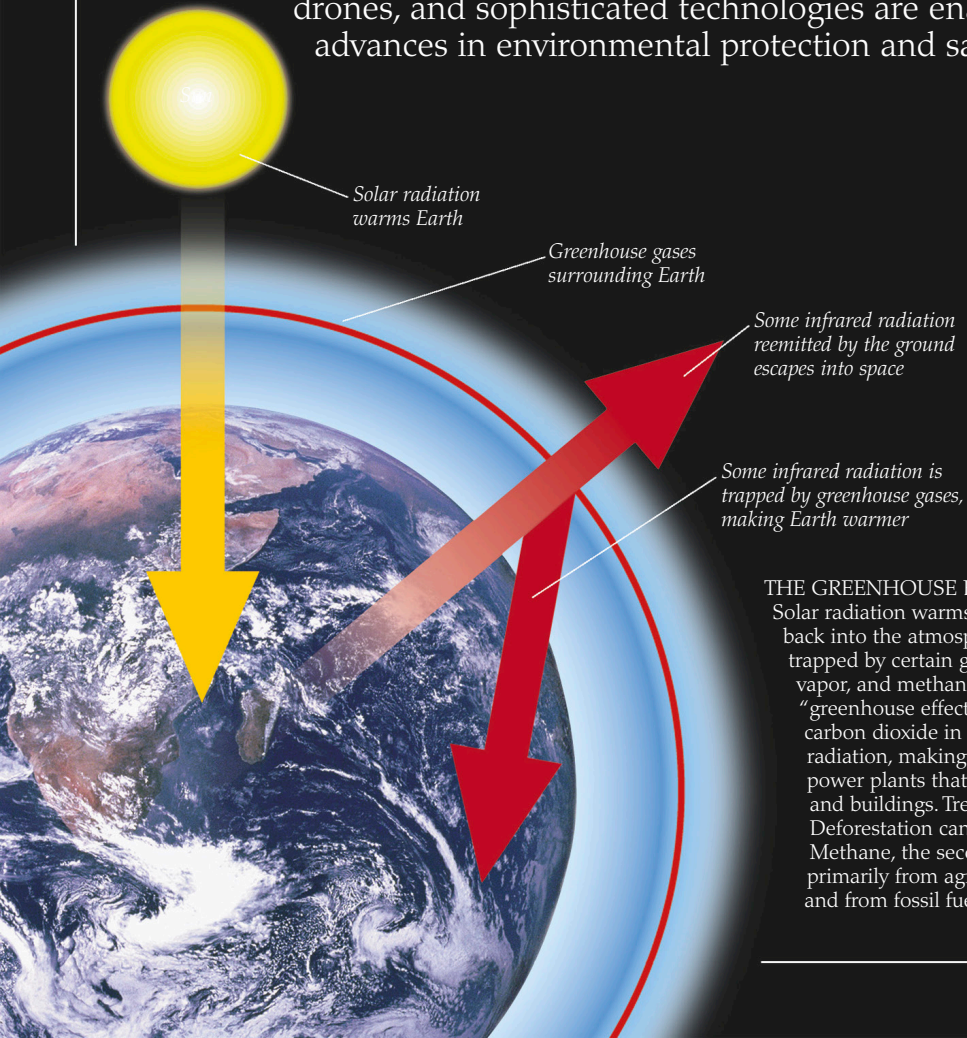 drones, and sophisticated technologies are ena
advances in environmental protection and sa
Sun
Solar radiation
warms Earth
Greenhouse gases
surrounding Earth
Some infrared radiation
reemitted by the ground
escapes into space
Some infrared radiation is
trapped by greenhouse gases,
making Earth warmer
THE GREENHOUSE
Solar radiation warms
back into the atmosp
trapped by certain g
vapor, and methan
“greenhouse effect
carbon dioxide in
radiation, making
power plants that
and buildings. Tre
Deforestation can
Methane, the seco
primarily from agr
and from fossil fue